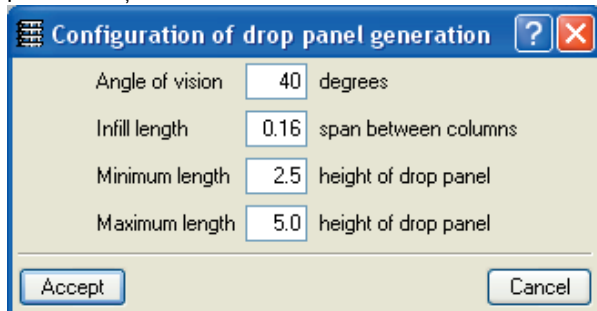 Configuration of drop panel generation ?
Angle of vision 40 degrees
Infill length 0.16 span between columns
Minimum length 2.5 height of drop panel
Maximum length 5.0 height of drop panel
Accept Cancel